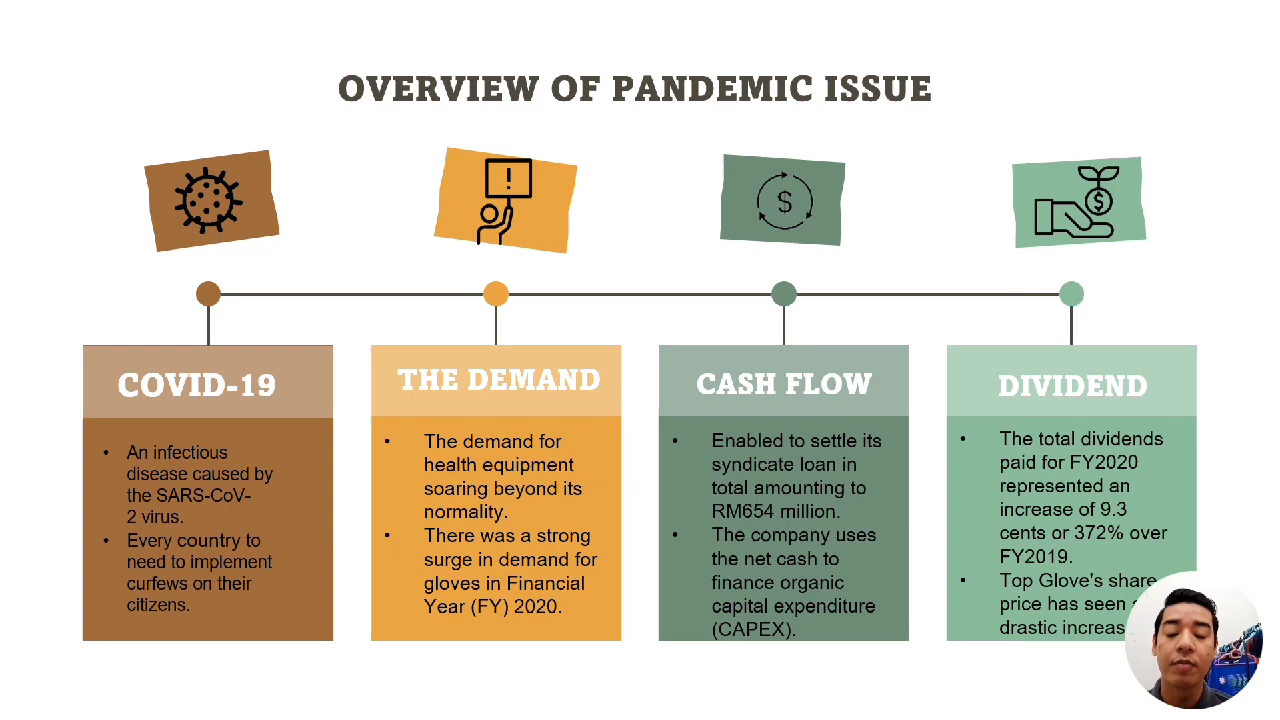 OVERVIEW OF PANDEMIC ISSUE
!
$
$
COVID-19
• An infectious
disease caused by
the SARS-CoV-
2 virus.
• Every country to
need to implement
curfews on their
citizens.
THE DEMAND
• The demand for
health equipment
soaring beyond its
normality.
• There was a strong
surge in demand for
gloves in Financial
Year (FY) 2020.
CASH FLOW
• Enabled to settle its
syndicate loan in
total amounting to
RM654 million.
• The company uses
the net cash to
finance organic
capital expenditure
(CAPEX).
DIVIDEND
• The total dividends
paid for FY2020
represented an
increase of 9.3
cents or 372% over
FY2019.
• Top Glove's share
price has seen
drastic